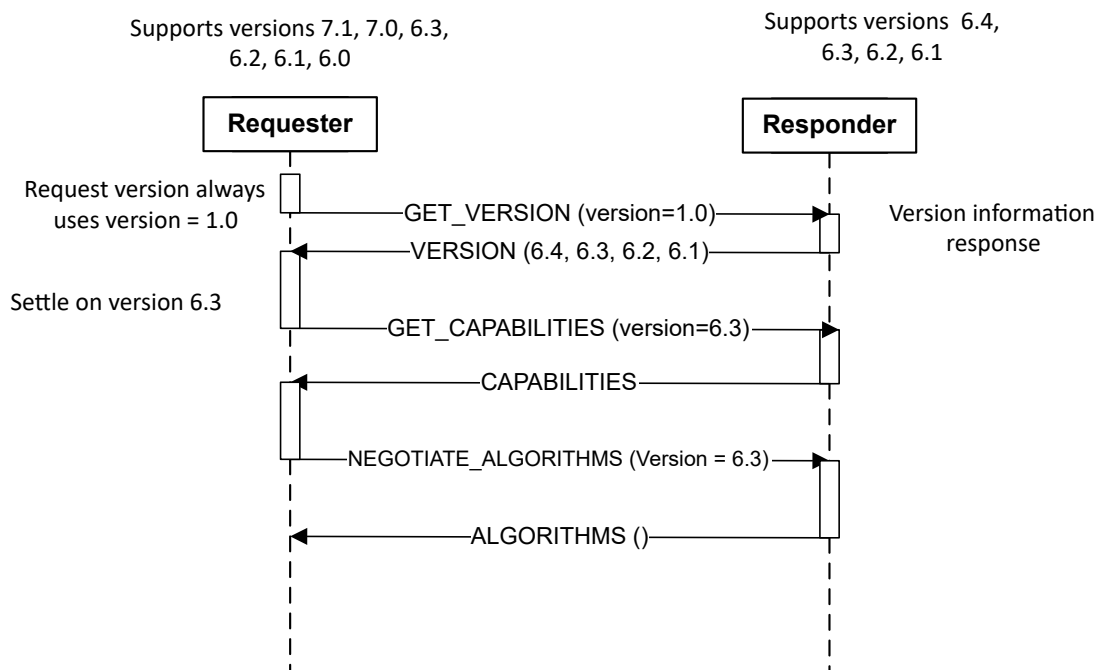 Supports versions 7.1, 7.0, 6.3,
6.2, 6.1, 6.0
Supports versions  6.4,
6.3, 6.2, 6.1
Requester
Responder
Request version always
uses version = 1.0
GET_VERSION (version=1.0)
Version information
response
VERSION (6.4, 6.3, 6.2, 6.1)
Settle on version 6.3
GET_CAPABILITIES (version=6.3)
CAPABILITIES
NEGOTIATE_ALGORITHMS (Version = 6.3)
ALGORITHMS ()